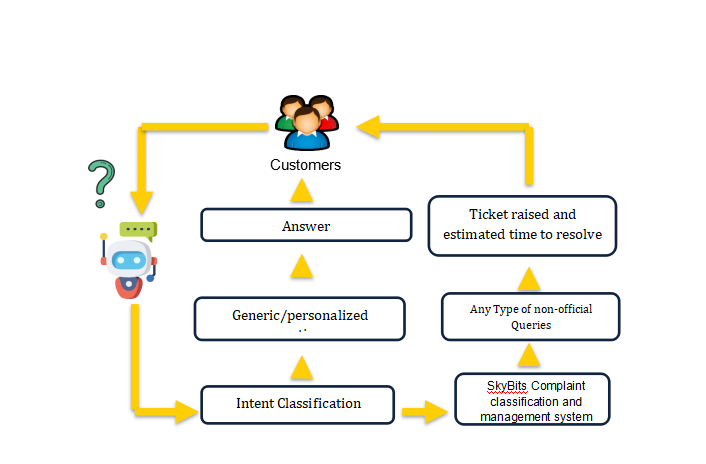 Customers
Answer
Ticket raised and
estimated time to resolve
Generic/personalized
Any Type of non-official
Queries
Intent Classification
SkyBits Complaint
classification and
management system